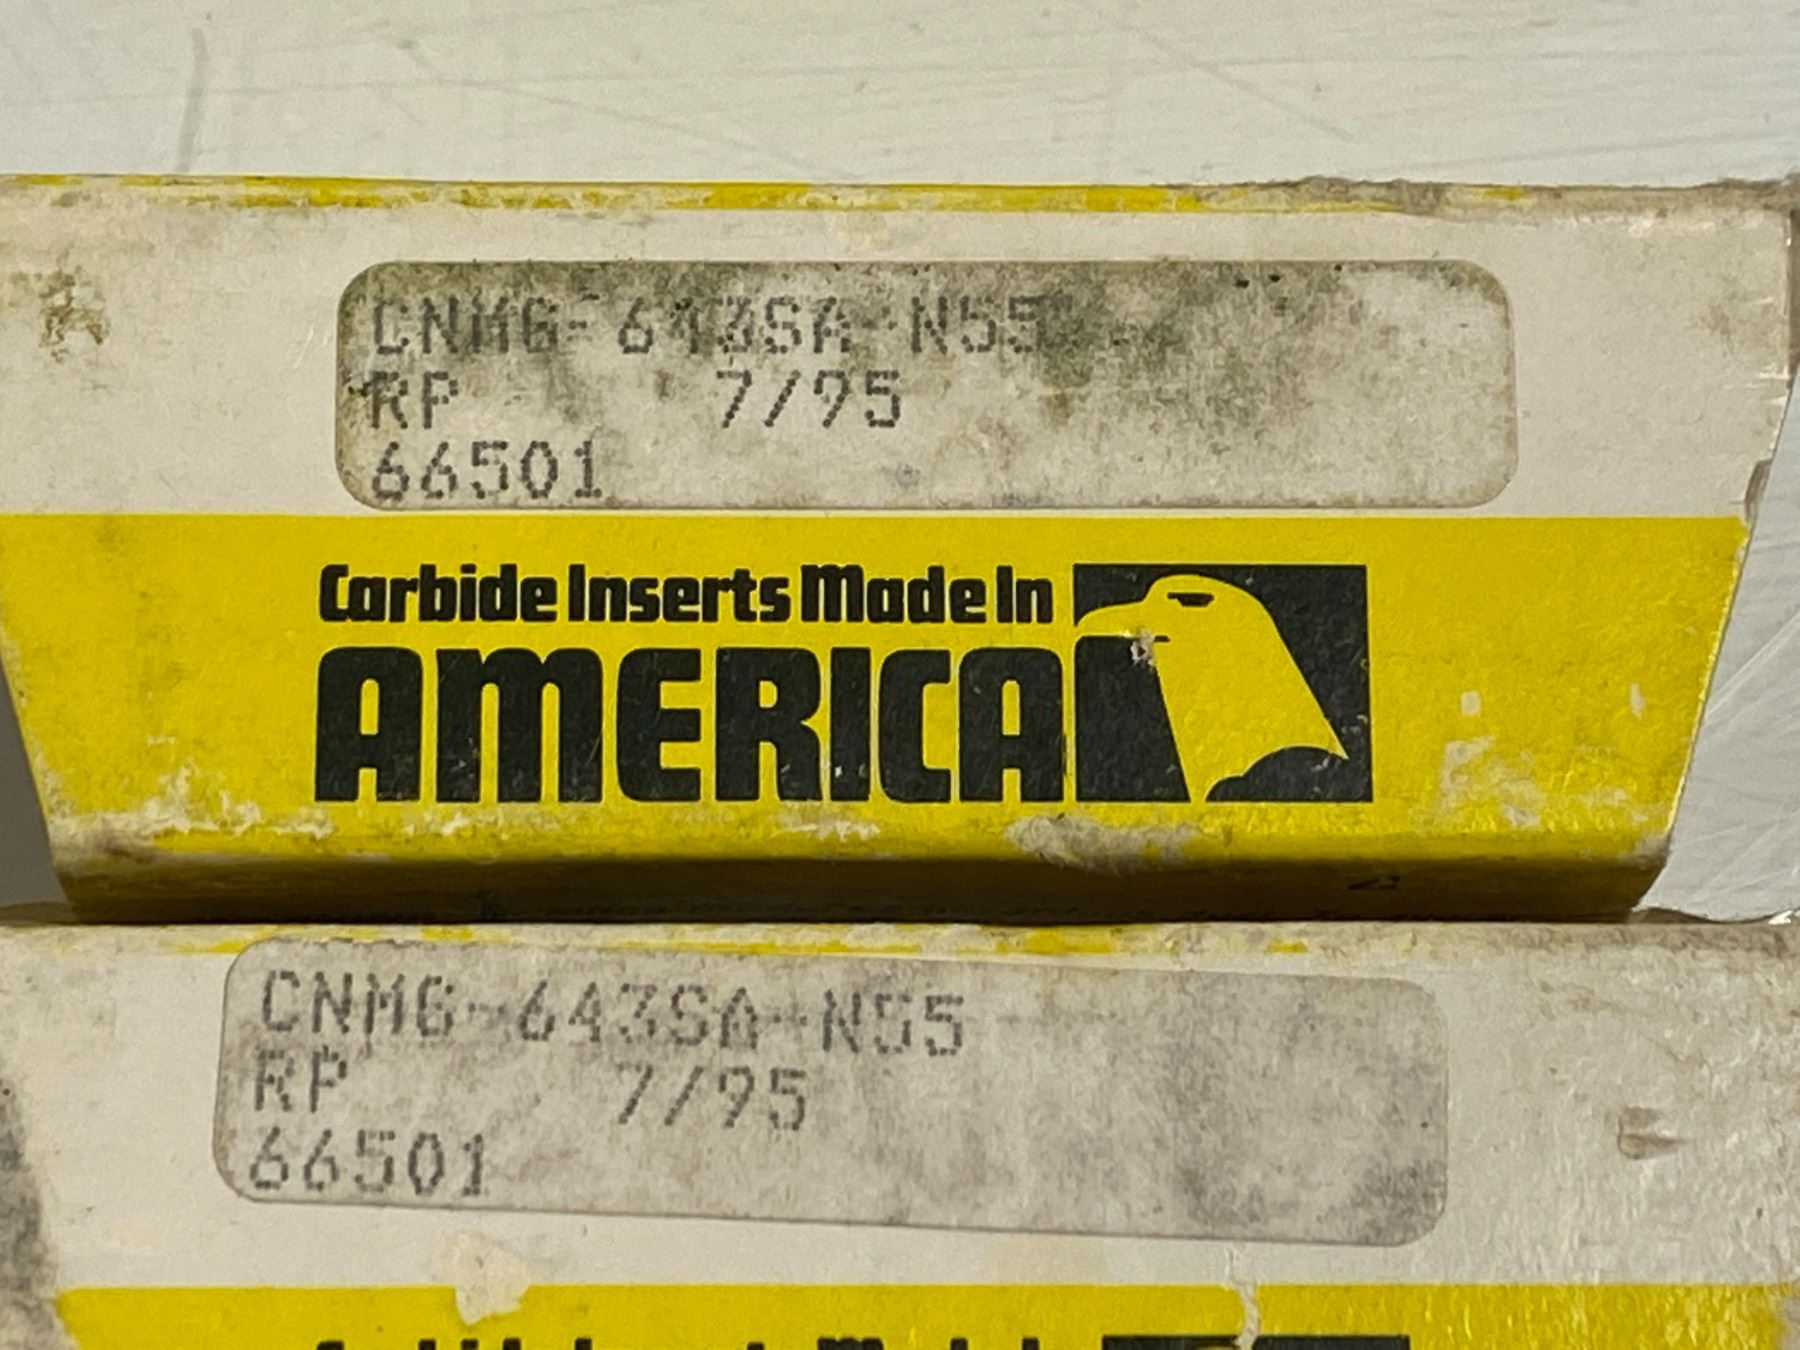 CNMG-643SA-N55
RP 7/95
66501
Carbide Inserts Made In
AMERICA
CNMG-643SA-N55
RP 7/95
66501